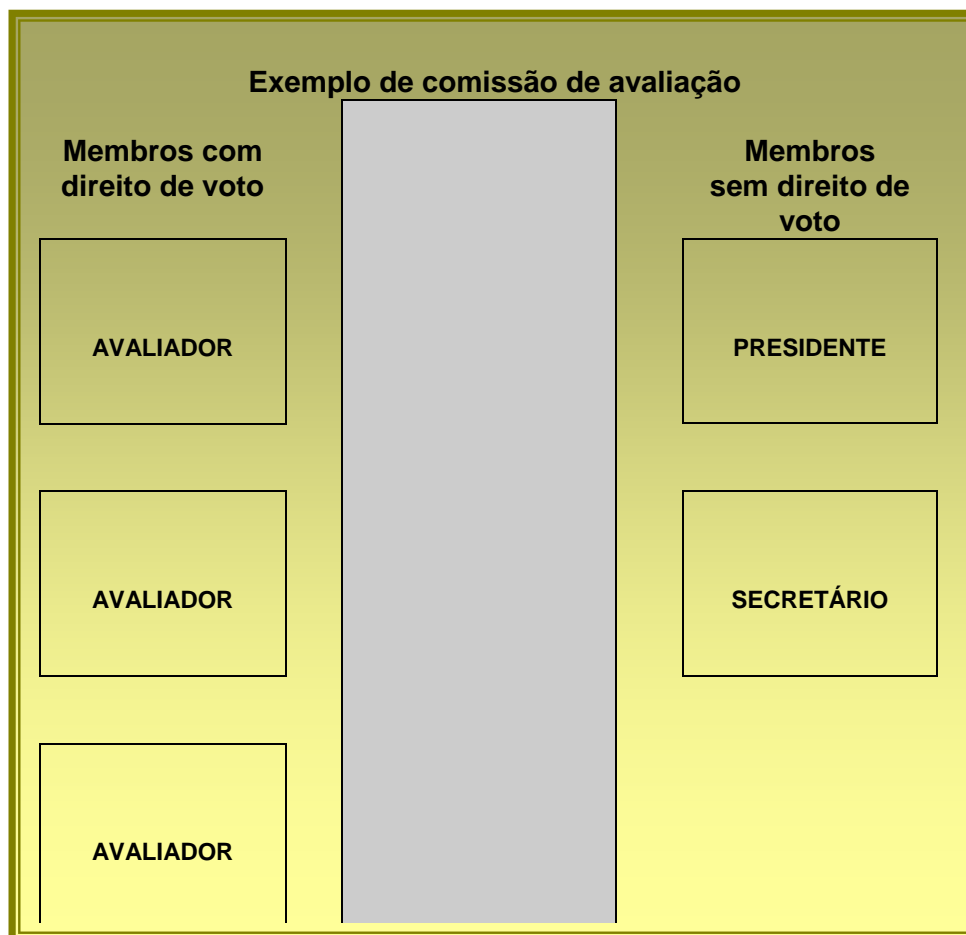 Exemplo de comissão de avaliação
Membros com
direito de voto
Membros
sem direito de
voto
AVALIADOR
PRESIDENTE
AVALIADOR
SECRETÁRIO
AVALIADOR